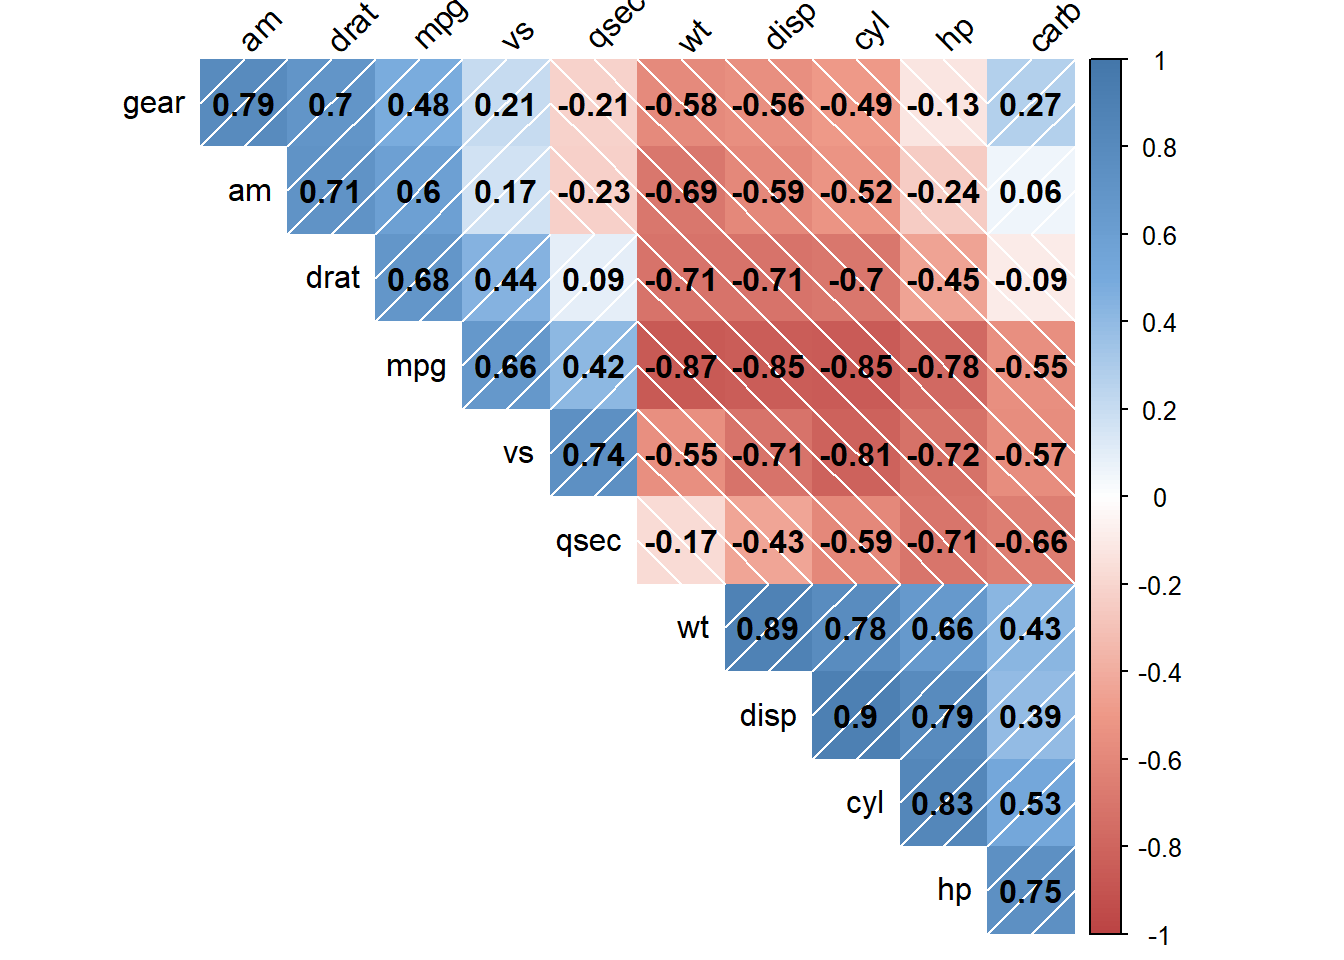 am drat mpg vs qsec wt disp cyl hp carb
gear 0.79 0.7 0.48 0.21 -0.21 -0.58 -0.56 -0.49 -0.13 0.27
am 0.71 0.6 0.17 -0.23 -0.69 -0.59 -0.52 -0.24 0.06
drat 0.68 0.44 0.09 -0.71 -0.71 -0.7 -0.45 -0.09
mpg 0.66 0.42 -0.87 -0.85 -0.85 -0.78 -0.55
vs 0.74 -0.55 -0.71 -0.81 -0.72 -0.57
qsec -0.17 -0.43 -0.59 -0.71 -0.66
wt 0.89 0.78 0.66 0.43
disp 0.9 0.79 0.39
cyl 0.83 0.53
hp 0.75
1
0.8
0.6
0.4
0.2
0
-0.2
-0.4
-0.6
-0.8
-1